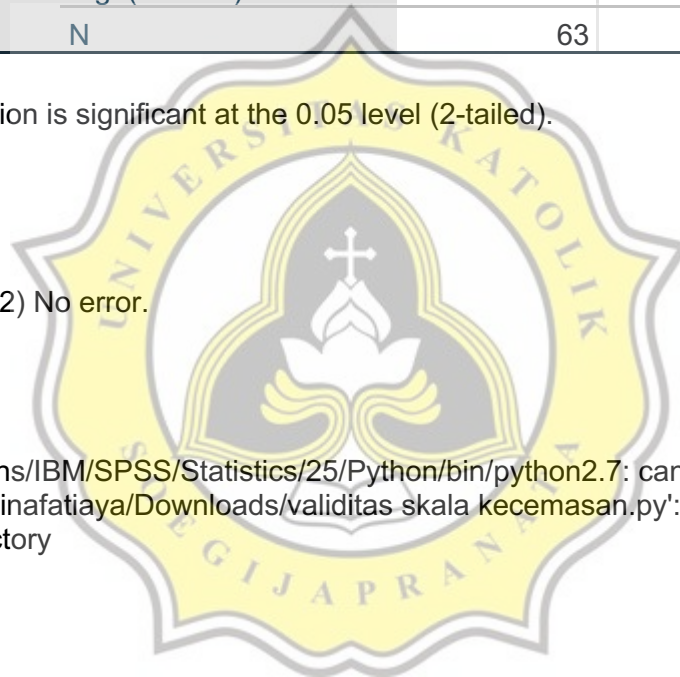 N 63
ion is significant at the 0.05 level (2-tailed).
2) No error.
ns/IBM/SPSS/Statistics/25/Python/bin/python2.7: can
inafatiaya/Downloads/validitas skala kecemasan.py':
ctory
UNIVERSITAS KATOLIK
SOEGIJAPRANATA